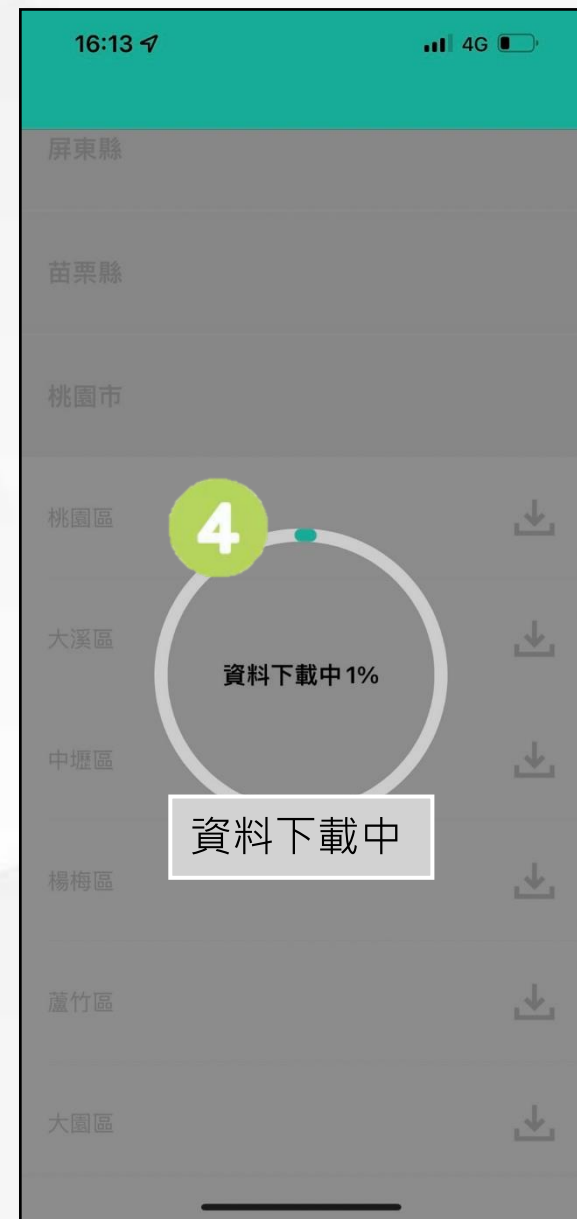 16:13 4G
屏東縣
苗栗縣
桃園市
桃園區
4
大溪區
資料下載中1%
中壢區
資料下載中
楊梅區
蘆竹區
大園區